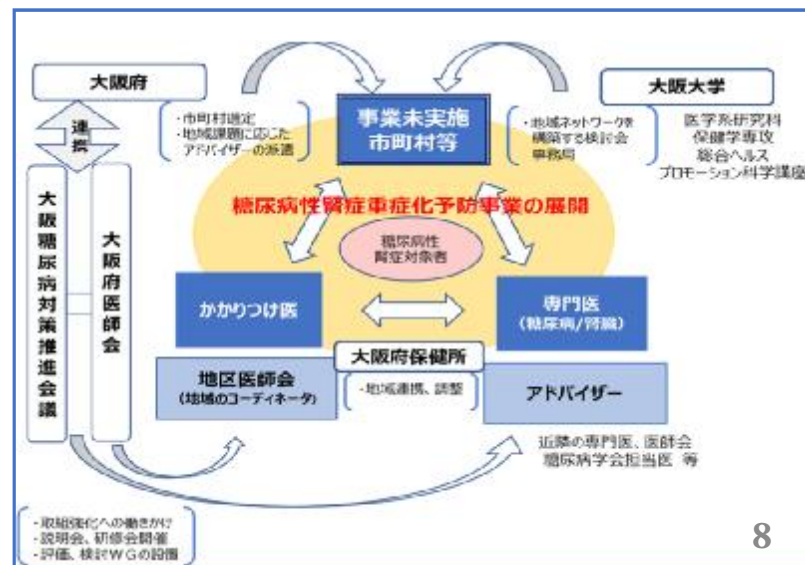 大阪府
大阪大学
連携
・市町村選定
・地域課題に応じた
アドバイザーの派遣
事業未実施
市町村等
・地域ネットワークを
構築する検討会
事務局
医学系研究科
保健学専攻
総合ヘルス
プロモーション科学講座
糖尿病性腎症重症化予防事業の展開
糖尿病性
腎症対象者
大阪糖尿病対策推進会議
大阪府医師会
かかりつけ医
専門医
(糖尿病/腎臓)
大阪府保健所
・地域連携、調整
地区医師会
(地域のコーディネータ)
アドバイザー
近隣の専門医、医師会
糖尿病学会担当医 等
・取組強化への働きかけ
・説明会、研修会開催
・評価、検討WGの設置
8